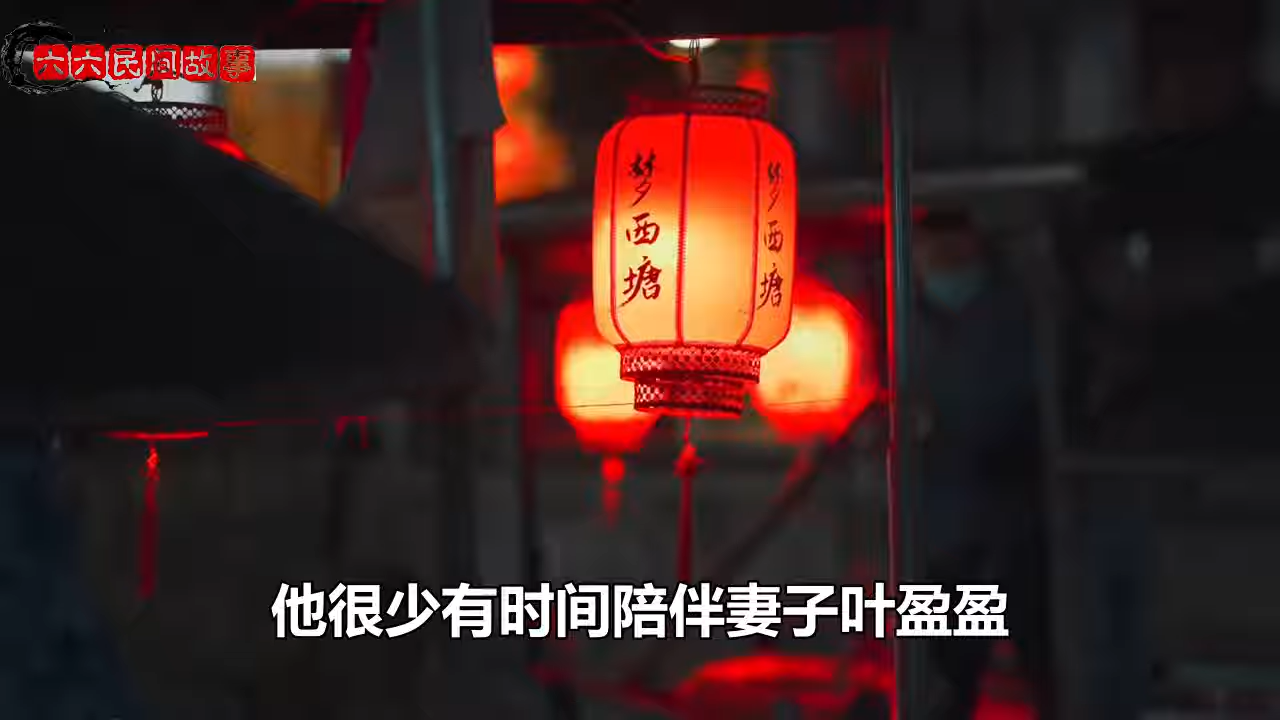 六六民间故事
梦西塘
梦西塘
他很少有时间陪伴妻子叶盈盈